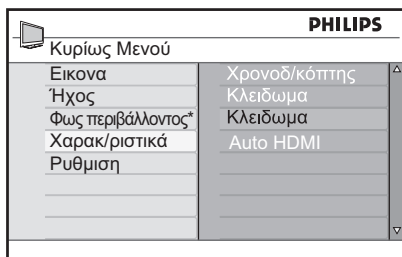 PHILIPS
Κυρίως Μενού
Εικονα
Ήχος
Φως περιβάλλοντος*
Χαρακ/ριστικά
Ρυθμιση
Χρονοδ/κόπτης
Κλειδωμα
Κλειδωμα
Auto HDMI